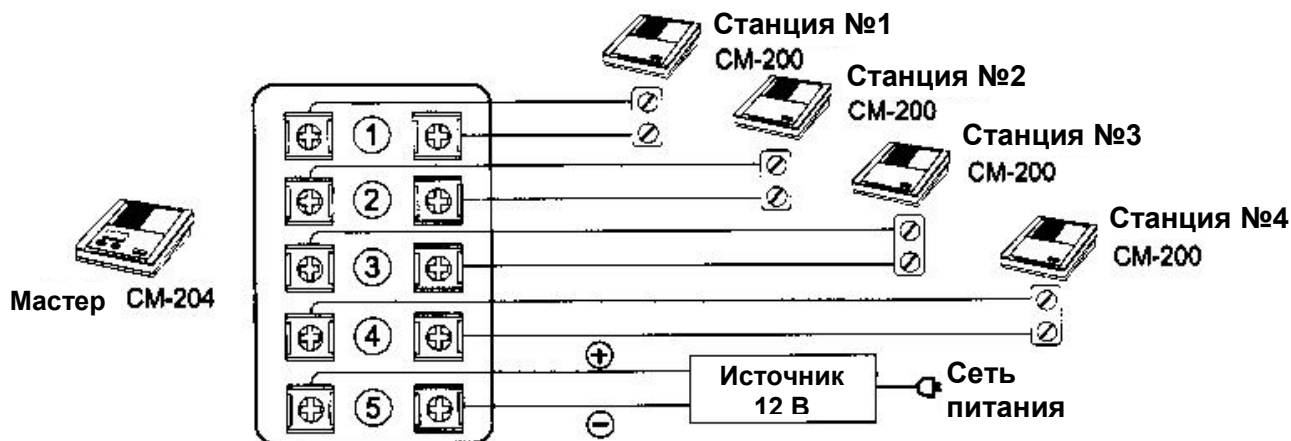 Станция №1
CM-200
Станция №2
CM-200
Станция №3
CM-200
Станция №4
CM-200
1
2
3
4
5
Мастер CM-204
+
−
Источник
12 В
Сеть
питания